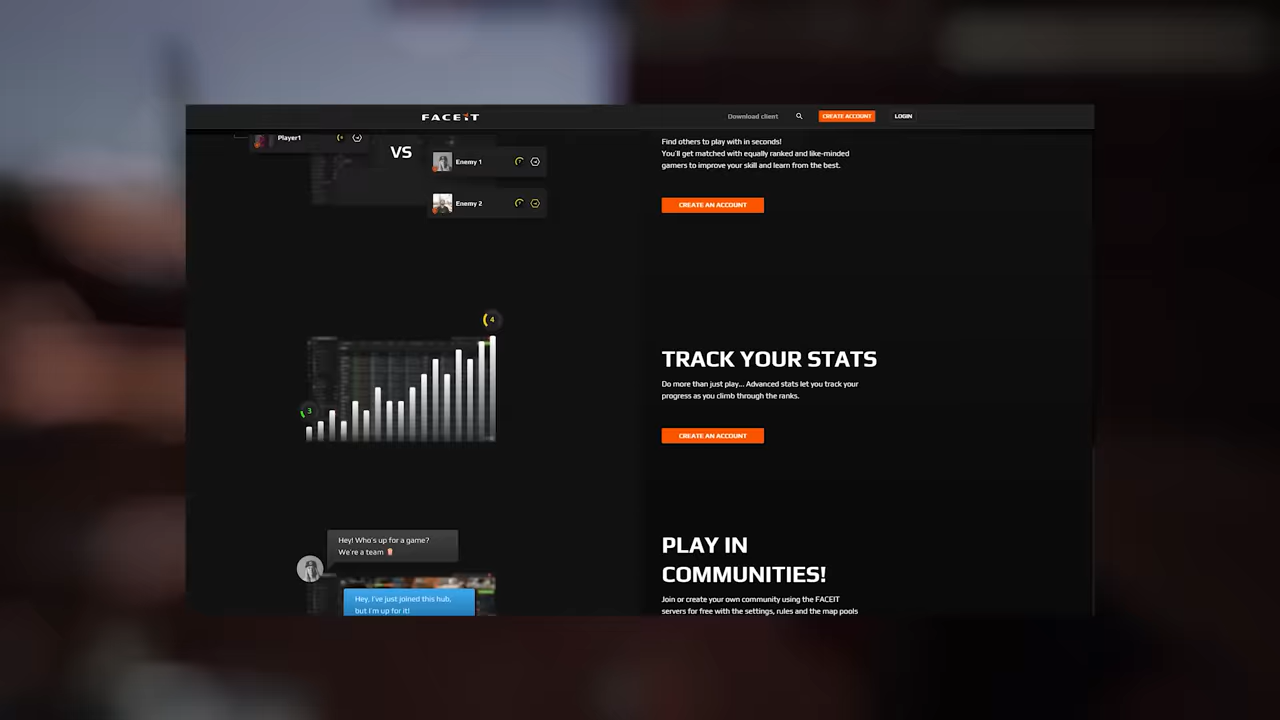 FACEIT
Download client
CREATE ACCOUNT
LOGIN
Player1
VS
Enemy 1
Enemy 2
Find others to play with in seconds!
You'll get matched with equally ranked and like-minded
gamers to improve your skill and learn from the best.
CREATE AN ACCOUNT
4
3
TRACK YOUR STATS
Do more than just play... Advanced stats let you track your
progress as you climb through the ranks.
CREATE AN ACCOUNT
Hey! Who's up for a game?
We're a team
Hey, I've just joined this hub,
but I'm up for it!
PLAY IN
COMMUNITIES!
Join or create your own community using the FACEIT
servers for free with the settings, rules and the map pools